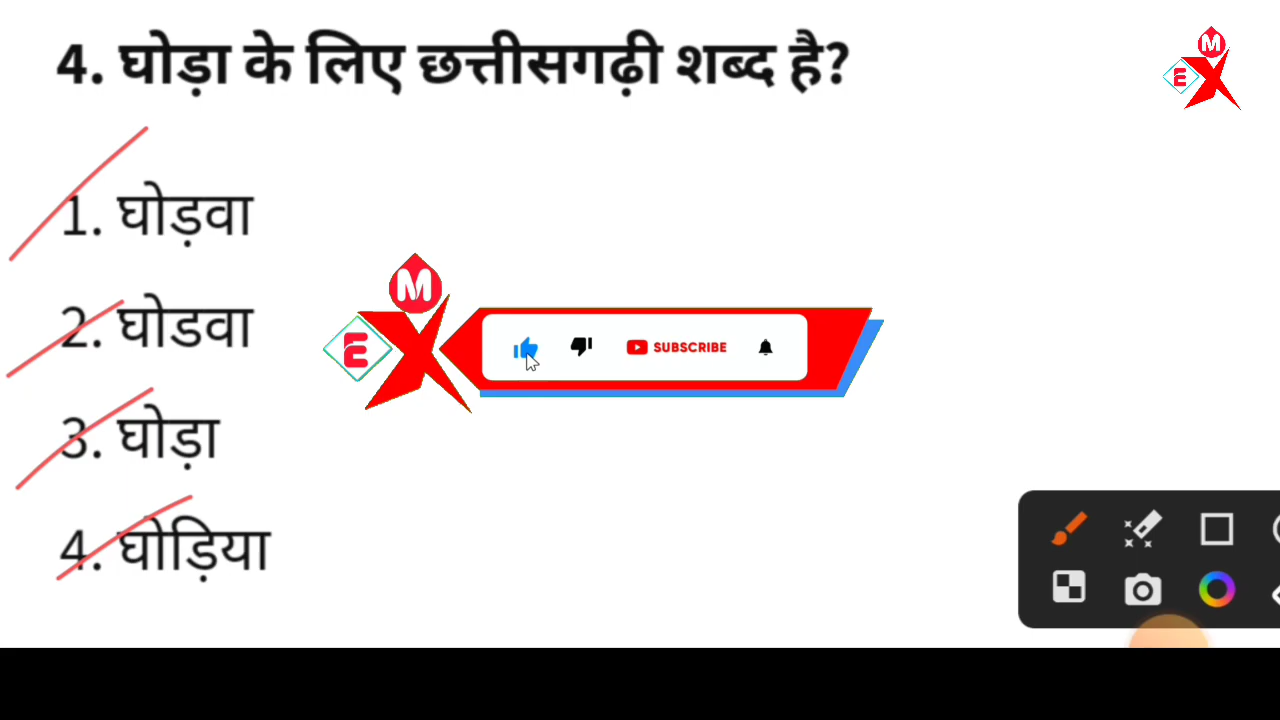 4. घोड़ा के लिए छत्तीसगढ़ी शब्द है?
M
E
1. घोड़वा
2. घोडवा
M
E
SUBSCRIBE
3. घोड़ा
4. घोड़िया